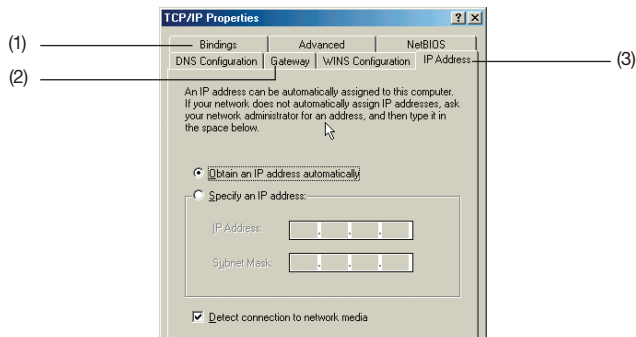 TCP/IP Properties
? ×
(1)
Bindings Advanced NetBIOS
DNS Configuration Gateway WINS Configuration IP Address
(2)
(3)
An IP address can be automatically assigned to this computer.
If your network does not automatically assign IP addresses, ask
your network administrator for an address, and then type it in
the space below.
Obtain an IP address automatically
Specify an IP address:
IP Address:
. . .
Subnet Mask:
. . .
Detect connection to network media